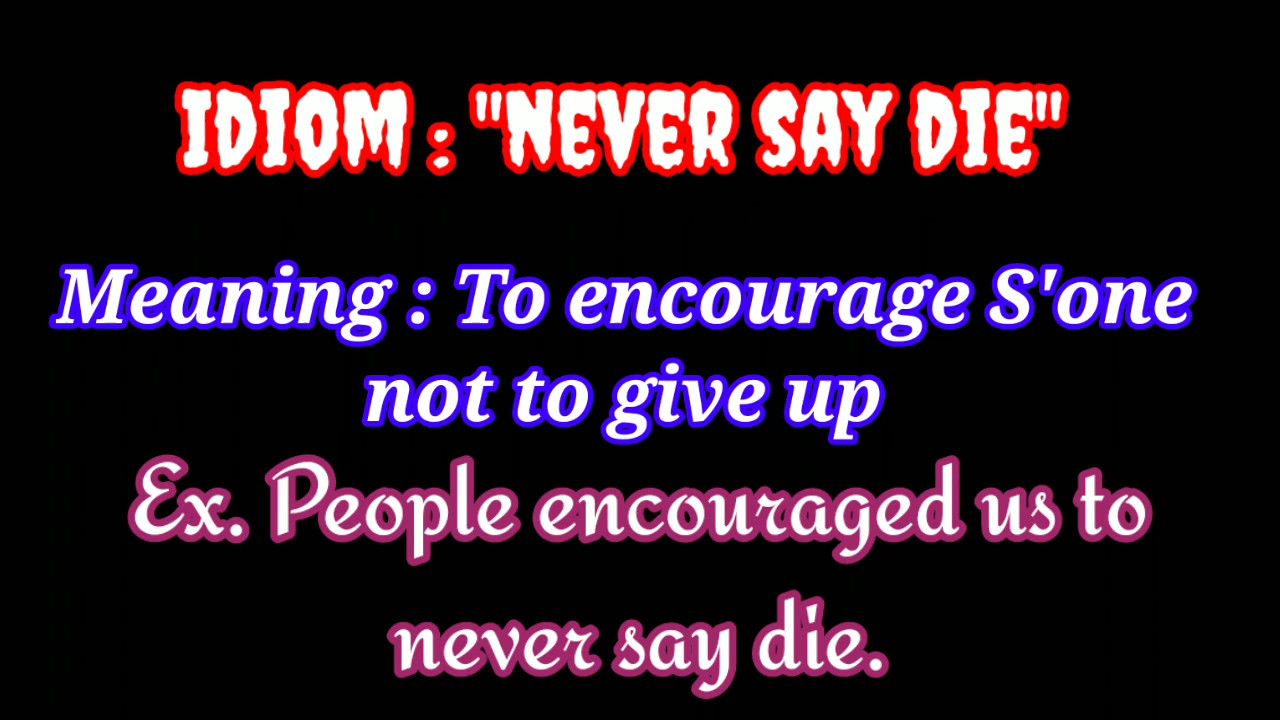 IDIOM : "NEVER SAY DIE"
Meaning : To encourage S'one
not to give up
Ex. People encouraged us to
never say die.